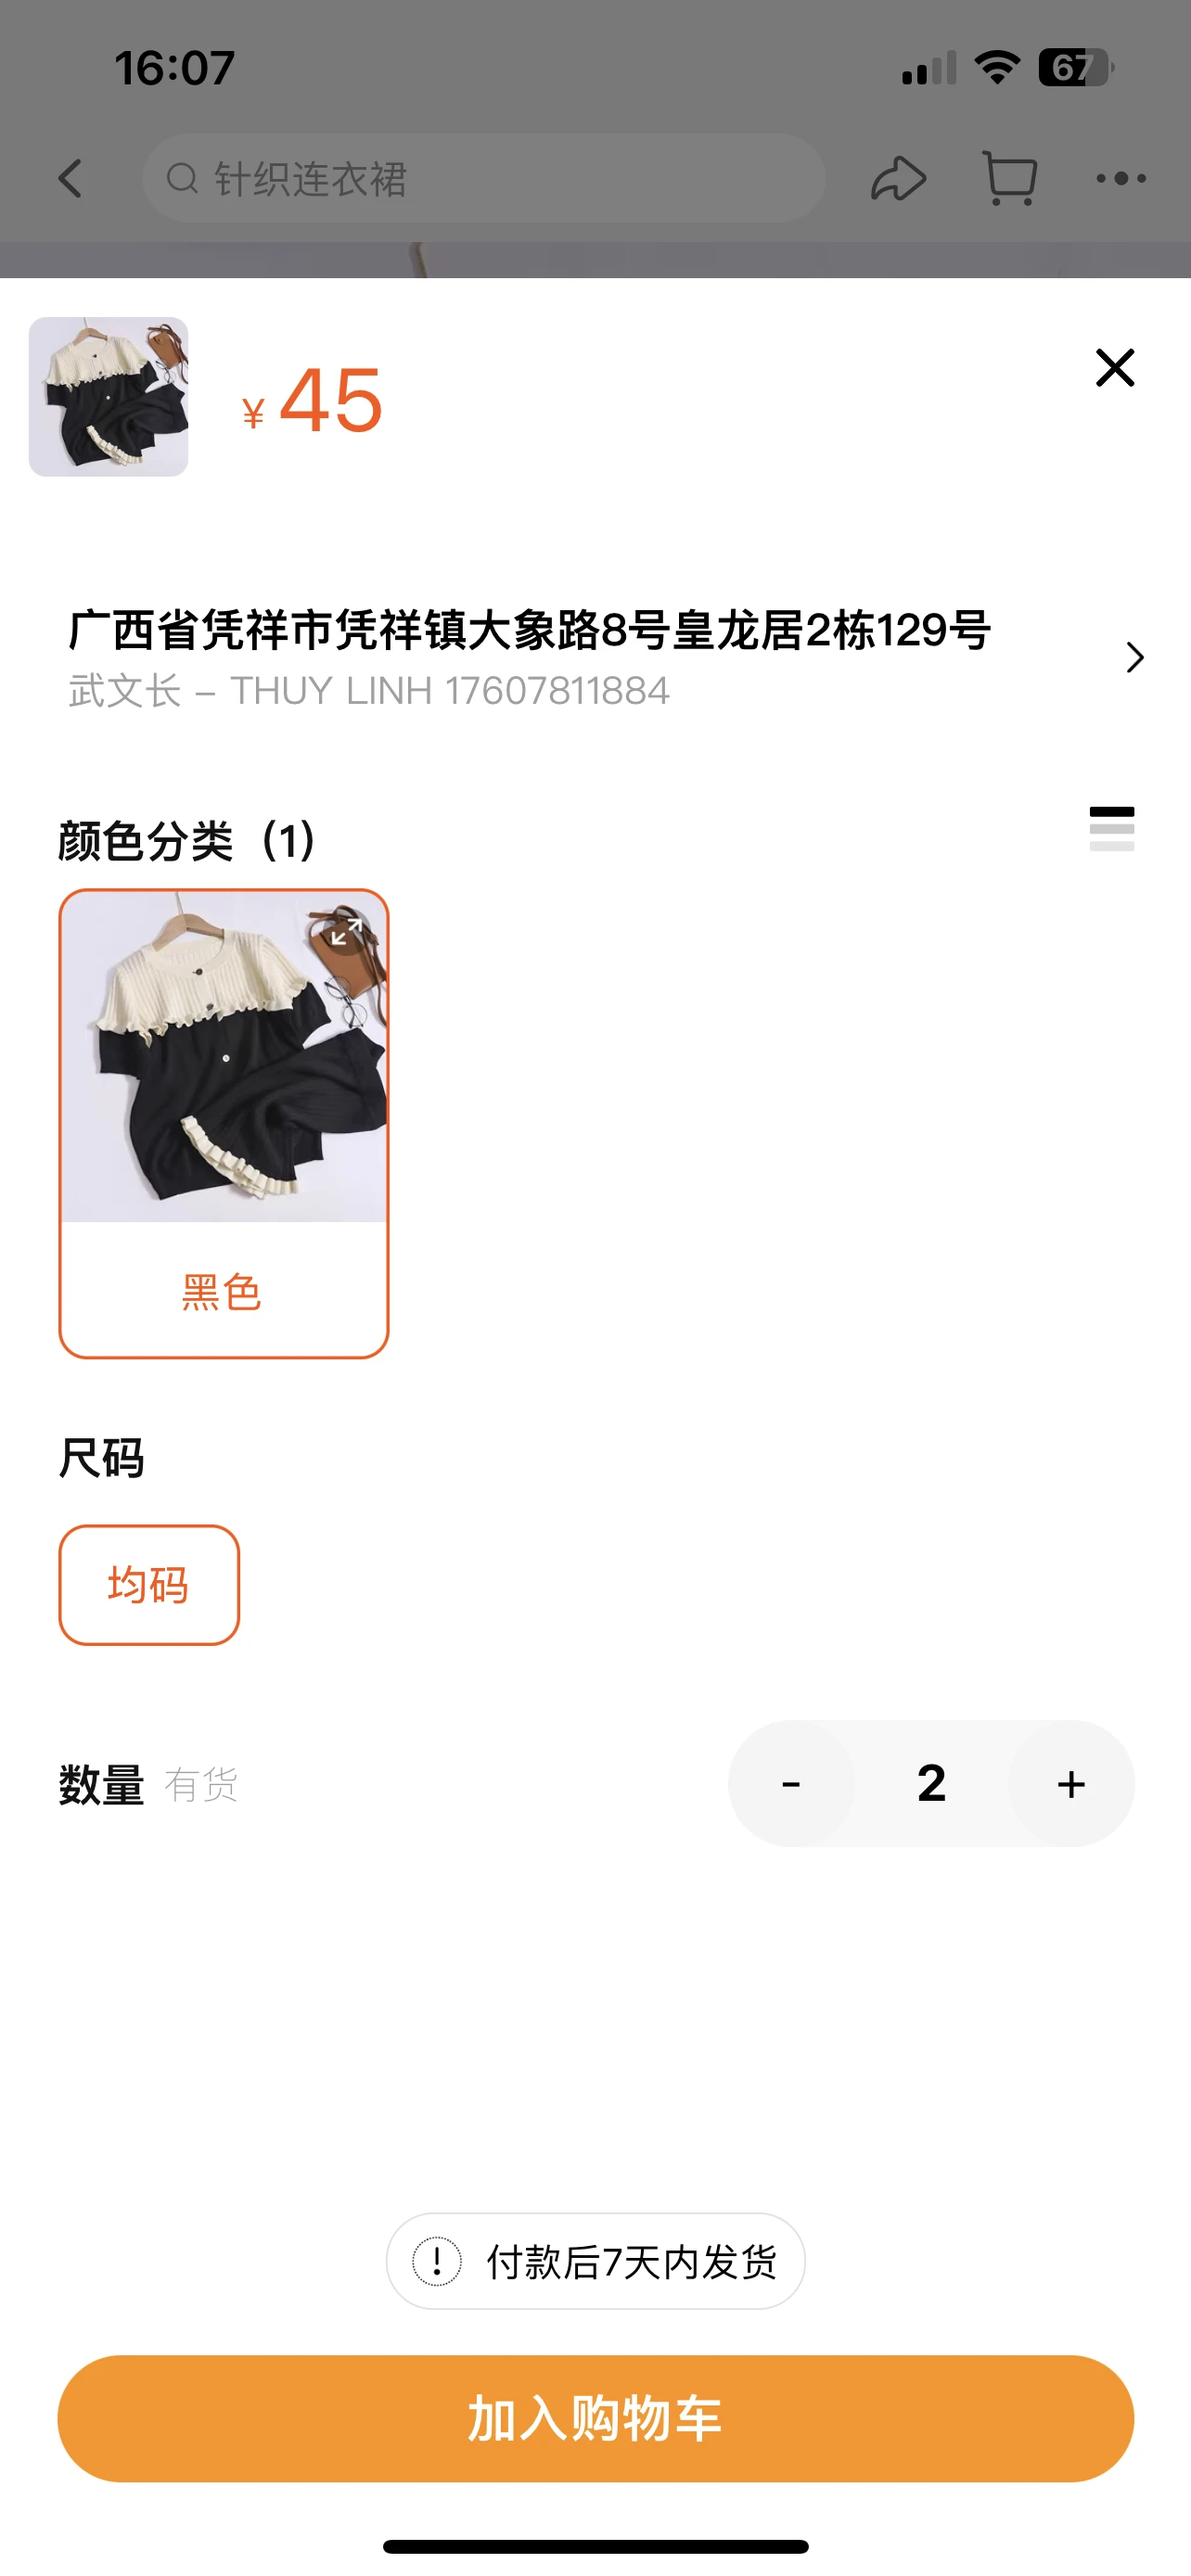 16:07
67
针织连衣裙
¥ 45
广西省凭祥市凭祥镇大象路8号皇龙居2栋129号
武文长 – THUY LINH 17607811884
颜色分类（1）
黑色
尺码
均码
数量 有货
- 2 +
付款后7天内发货
加入购物车